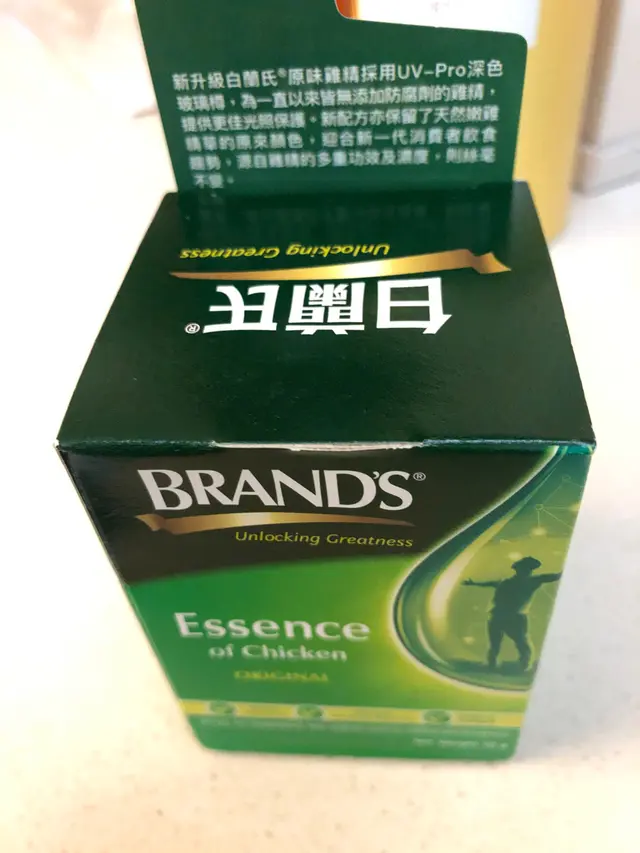 新升級白蘭氏®原味雞精採用UV-Pro深色
玻璃樽，為一直以來皆無添加防腐劑的雞精，
提供更佳光照保護。新配方亦保留了天然嫩雞
精華的原來顏色，迎合新一代消費者飲食
趨勢，源自雞精的多重功效及濃度，則絲毫
不變。
Unlocking Greatness
白蘭氏®
BRAND'S®
Unlocking Greatness
Essence
of Chicken
ORIGINAL